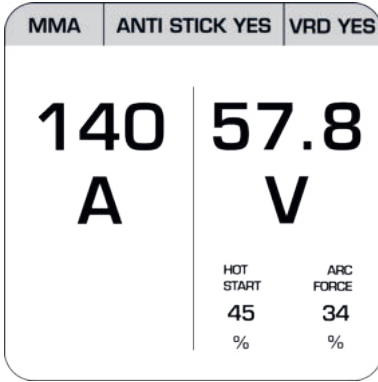 MMA ANTI STICK YES VRD YES
140 57.8
A V
HOT ARC
START FORCE
45 34
% %